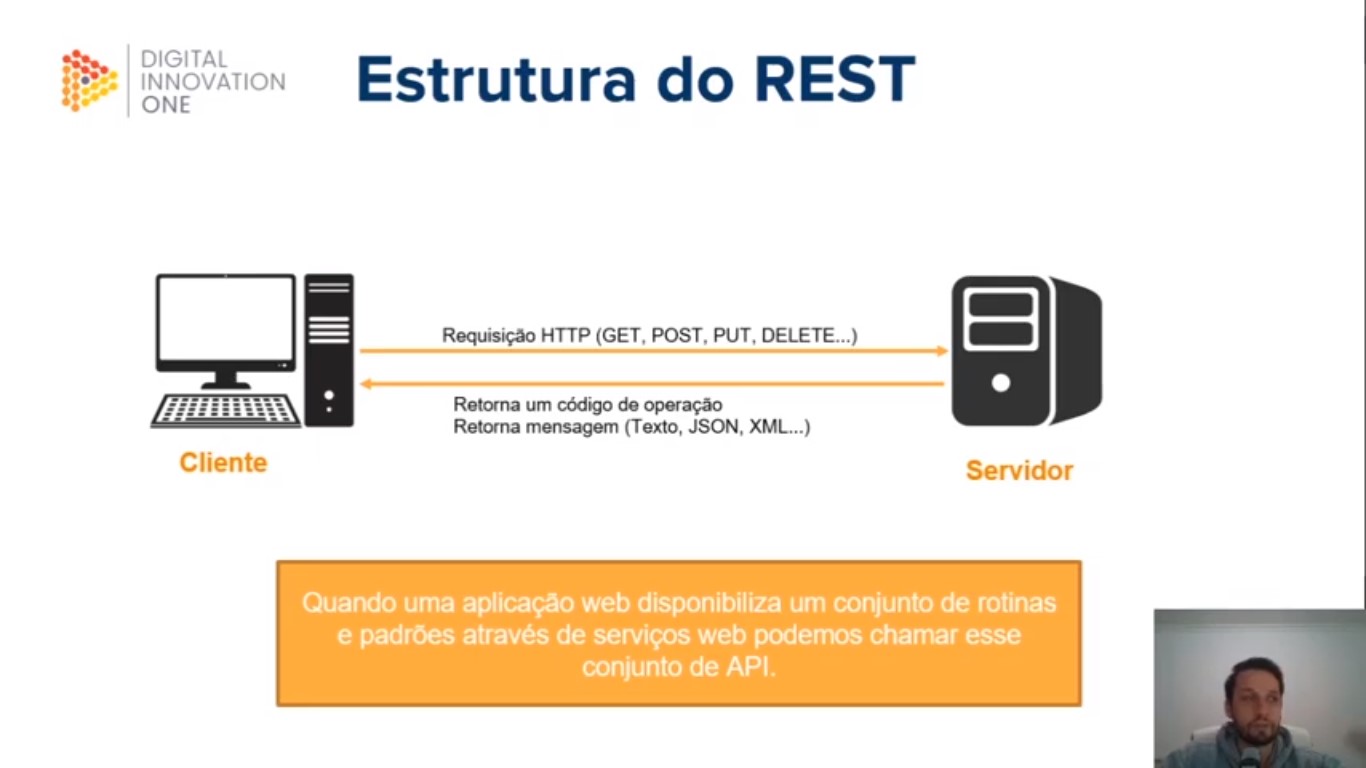 DIGITAL
INNOVATION
ONE
Estrutura do REST
Requisição HTTP (GET, POST, PUT, DELETE...)
Retorna um código de operação
Retorna mensagem (Texto, JSON, XML...)
Cliente
Servidor
Quando uma aplicação web disponibiliza um conjunto de rotinas
e padrões através de serviços web podemos chamar esse
conjunto de API.